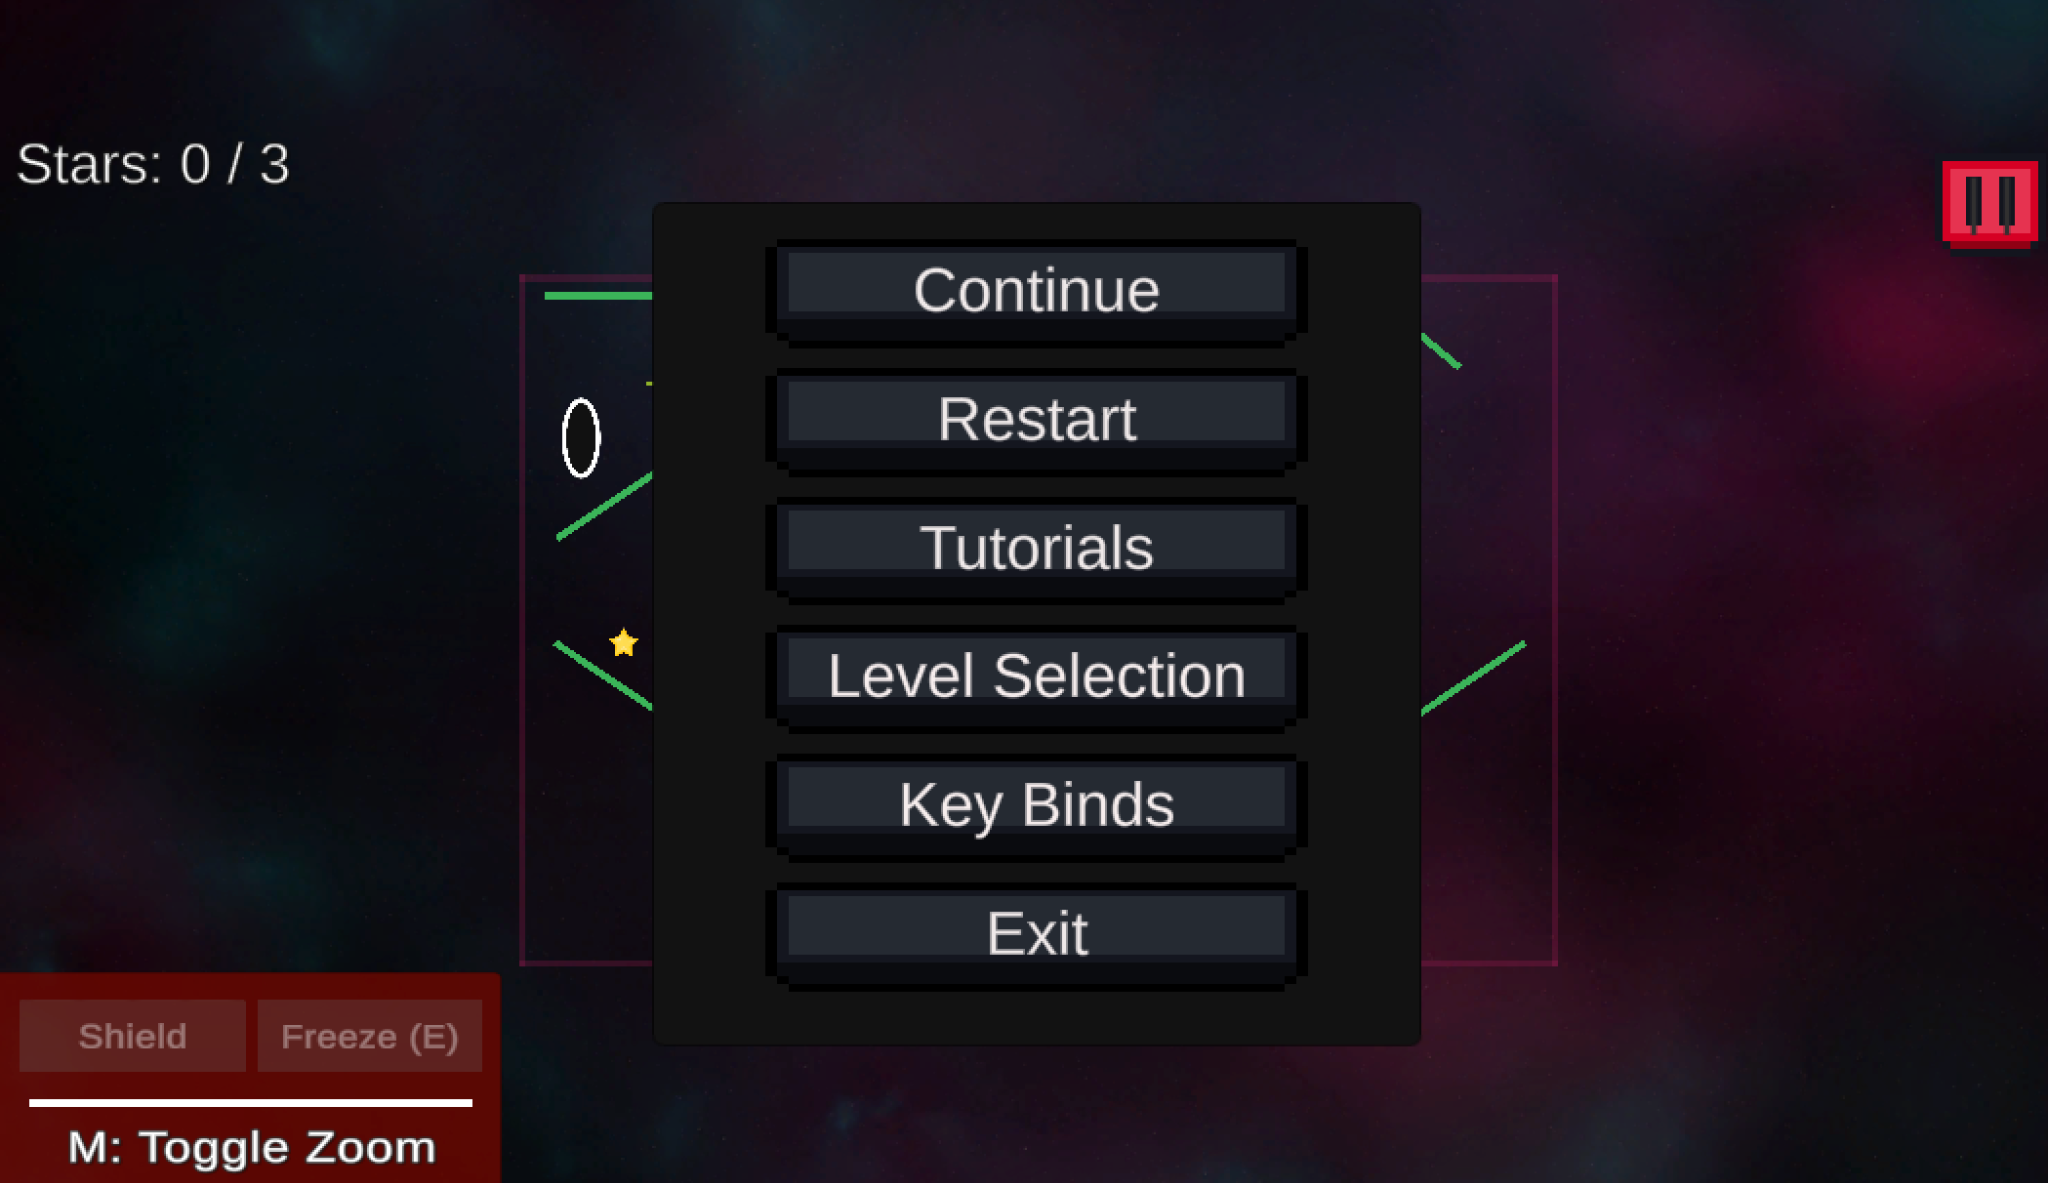 Stars: 0 / 3
Continue
Restart
Tutorials
Level Selection
Key Binds
Exit
Shield
Freeze (E)
M: Toggle Zoom